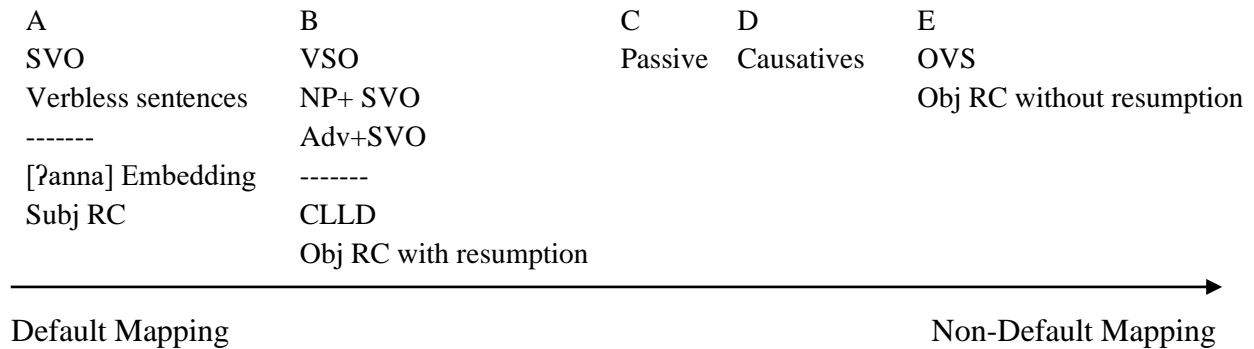 A B C D E
SVO VSO Passive Causatives OVS
Verbless sentences NP+ SVO Obj RC without resumption
------- Adv+SVO
[ʔanna] Embedding -------
Subj RC CLLD
Obj RC with resumption
Default Mapping Non-Default Mapping